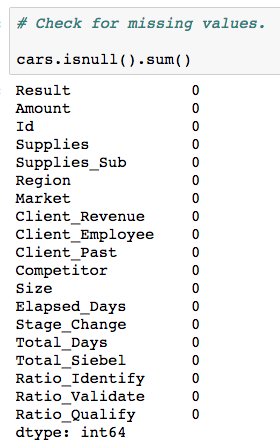 # Check for missing values.
cars.isnull().sum()
Result 0
Amount 0
Id 0
Supplies 0
Supplies_Sub 0
Region 0
Market 0
Client_Revenue 0
Client_Employee 0
Client_Past 0
Competitor 0
Size 0
Elapsed_Days 0
Stage_Change 0
Total_Days 0
Total_Siebel 0
Ratio_Identify 0
Ratio_Validate 0
Ratio_Qualify 0
dtype: int64